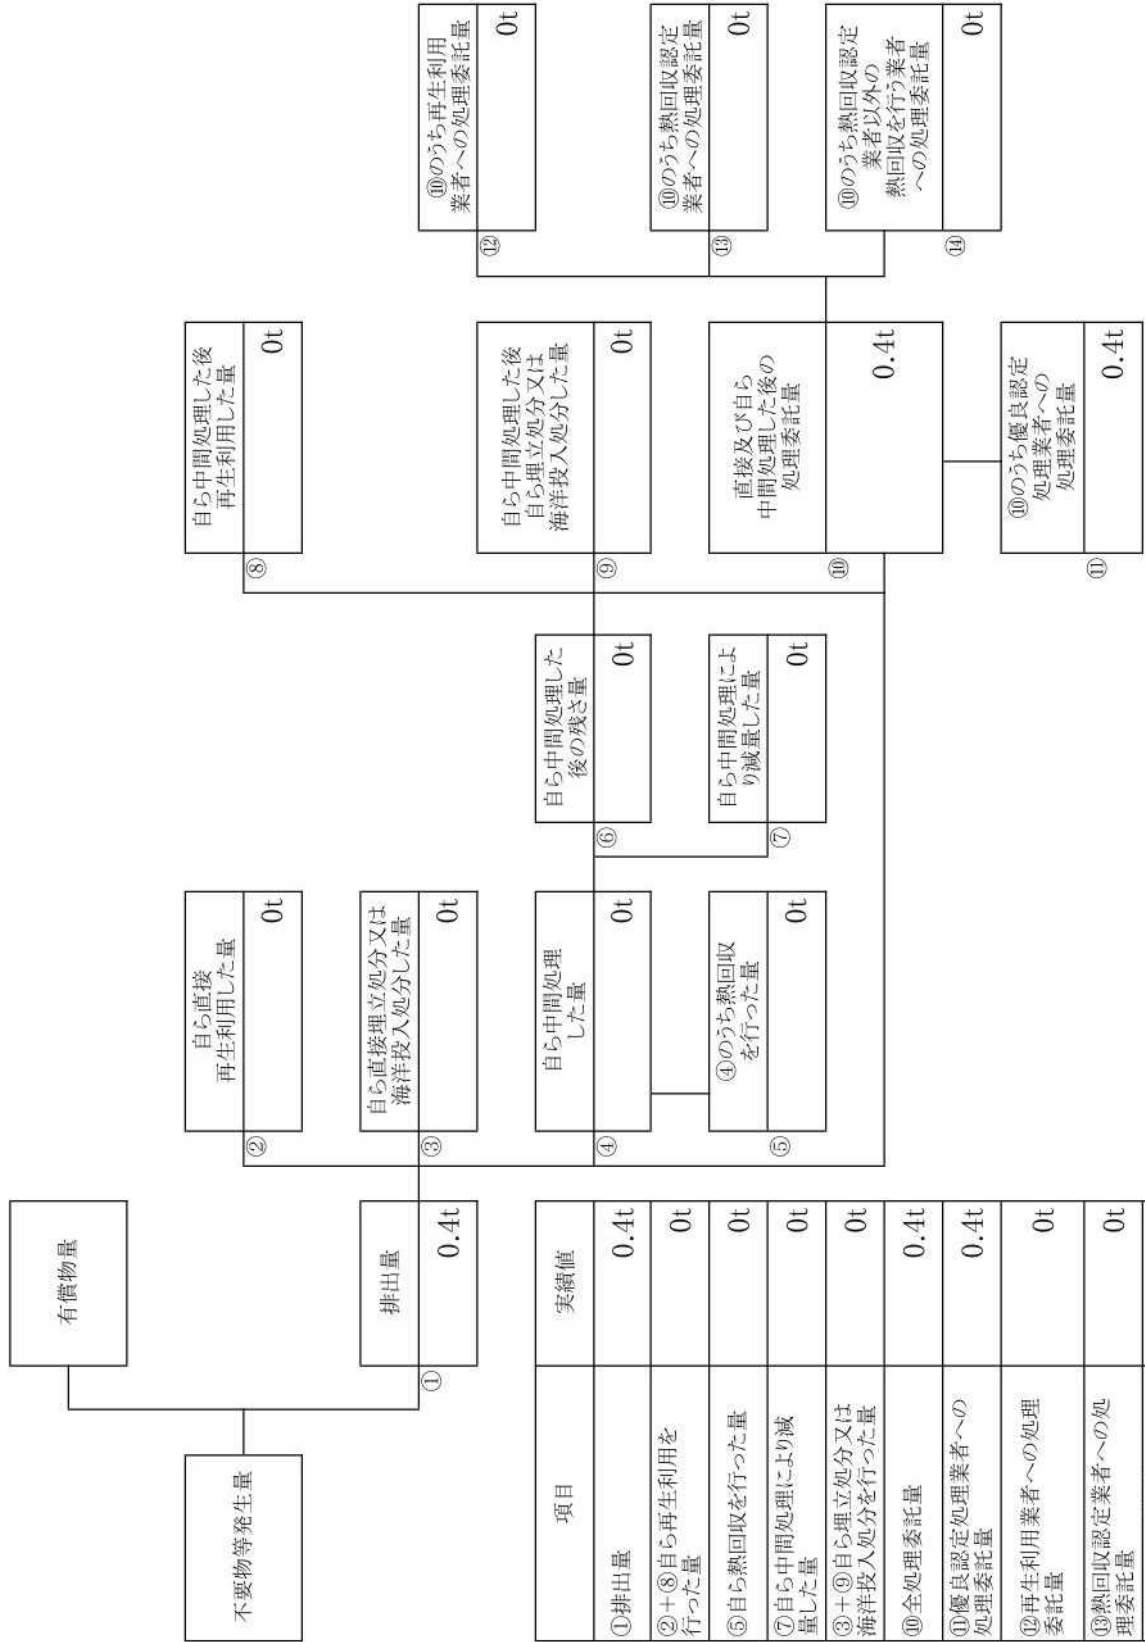 有償物量
不要物等発生量
排出量
①
0.4t
自ら直接
再生利用した量
②
0t
自ら直接埋立処分又は
海洋投入処分した量
③
0t
自ら中間処理
した量
④
0t
④のうち熱回収
を行った量
⑤
0t
自ら中間処理した
後の残さ量
⑥
0t
自ら中間処理によ
り減量した量
⑦
0t
自ら中間処理した後
再生利用した量
⑧
0t
自ら中間処理した後
自ら埋立処分又は
海洋投入処分した量
⑨
0t
直接及び自ら
中間処理した後の
処理委託量
⑩
0.4t
⑩のうち優良認定
処理業者への
処理委託量
⑪
0.4t
⑩のうち再生利用
業者への処理委託量
⑫
0t
⑩のうち熱回収認定
業者への処理委託量
⑬
0t
⑩のうち熱回収認定
業者以外の
熱回収を行う業者
への処理委託量
⑭
0t
項目
実績値
①排出量
0.4t
②+⑧自ら再生利用を
行った量
0t
⑤自ら熱回収を行った量
0t
⑦自ら中間処理により減
量した量
0t
③+⑨自ら埋立処分又は
海洋投入処分を行った量
0t
⑩全処理委託量
0.4t
⑪優良認定処理業者への
処理委託量
0.4t
⑫再生利用業者への処理
委託量
0t
⑬熱回収認定業者への処
理委託量
0t